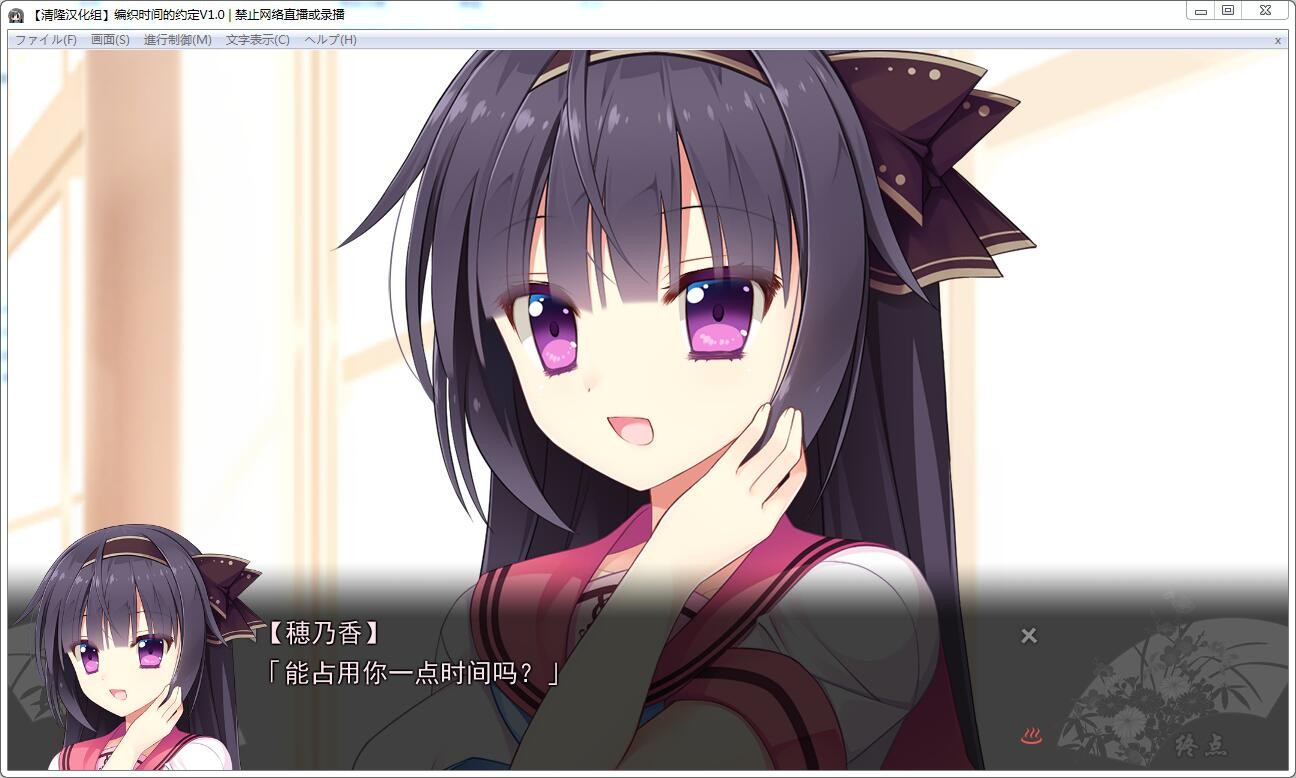 【清隆汉化组】编织时间的约定V1.0 | 禁止网络直播或录播
ファイル(F) 画面(S) 進行制御(M) 文字表示(C) ヘルプ(H)
【穂乃香】
「能占用你一点时间吗？」
终点